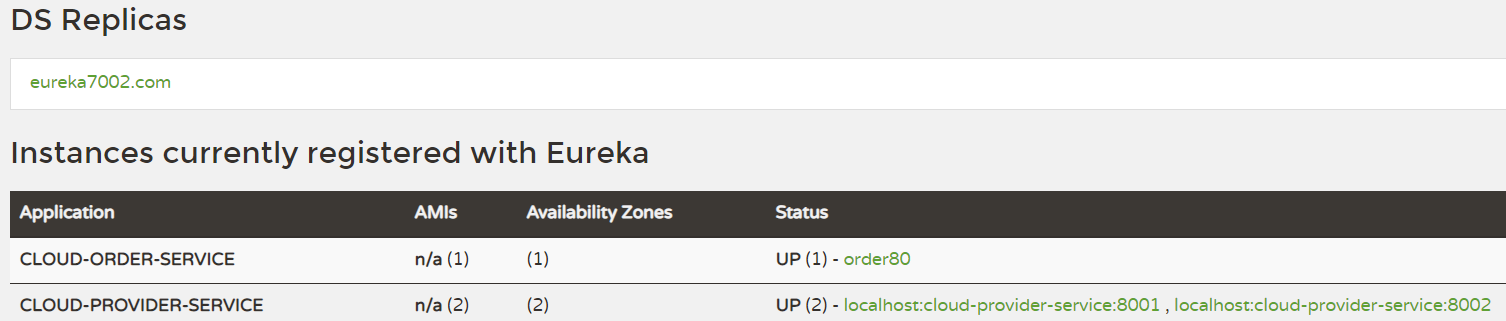 DS Replicas
eureka7002.com
Instances currently registered with Eureka
Application AMIs Availability Zones Status
CLOUD-ORDER-SERVICE n/a (1) (1) UP (1) - order80
CLOUD-PROVIDER-SERVICE n/a (2) (2) UP (2) - localhost:cloud-provider-service:8001 , localhost:cloud-provider-service:8002